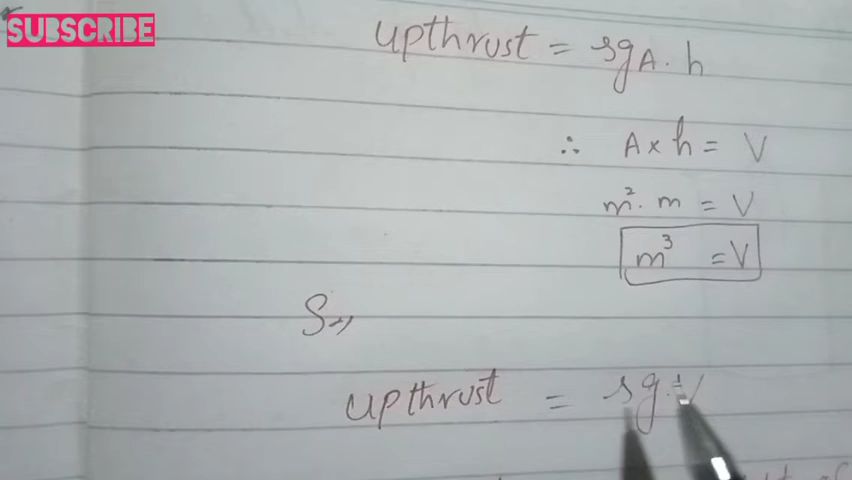 SUBSCRIBE
upthrust = ρgA.h
∴ A×h = V
m². m = V
m³ = V
So,
upthrust = ρg.V